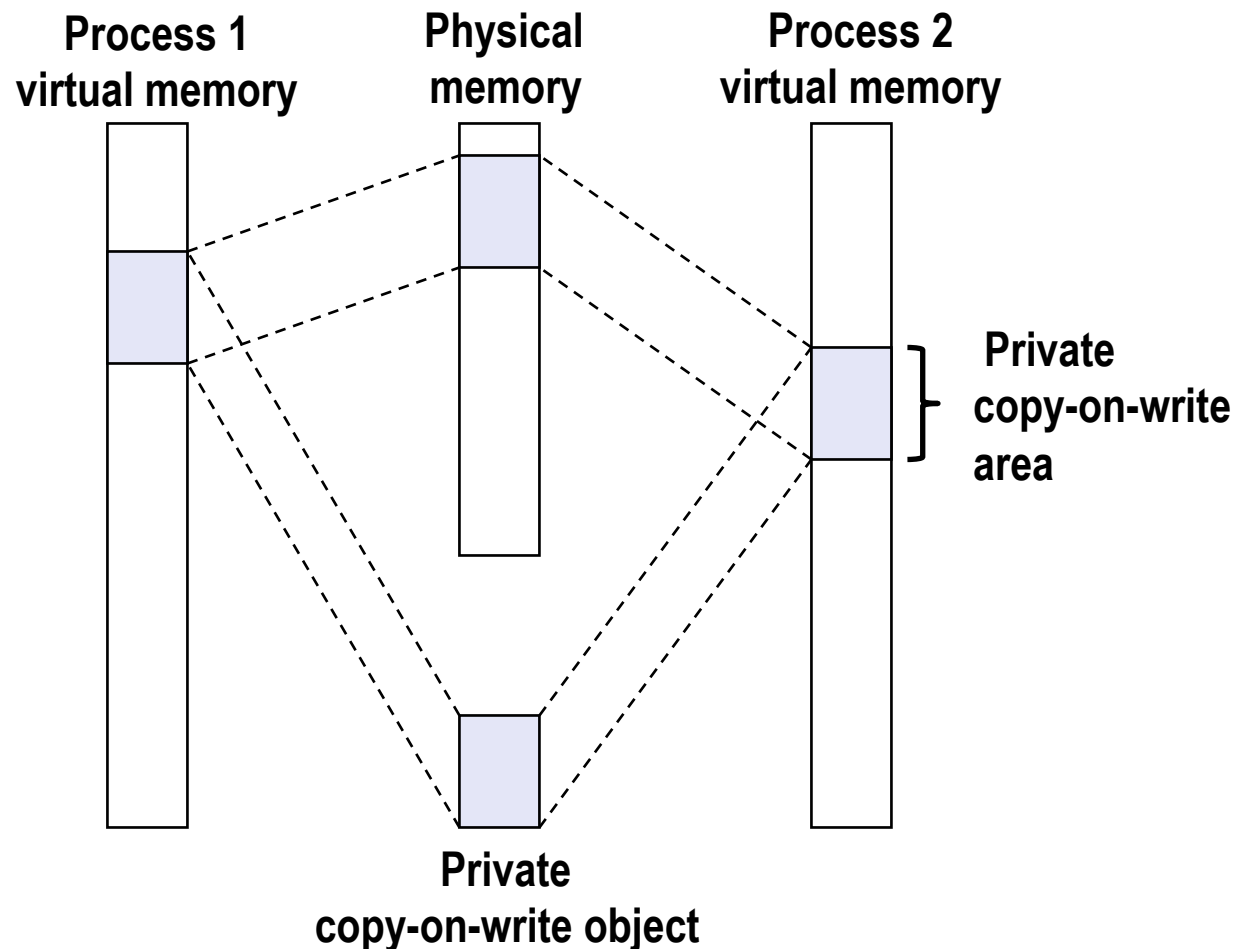 Process 1
virtual memory
Physical
memory
Process 2
virtual memory
Private
copy-on-write
area
Private
copy-on-write object